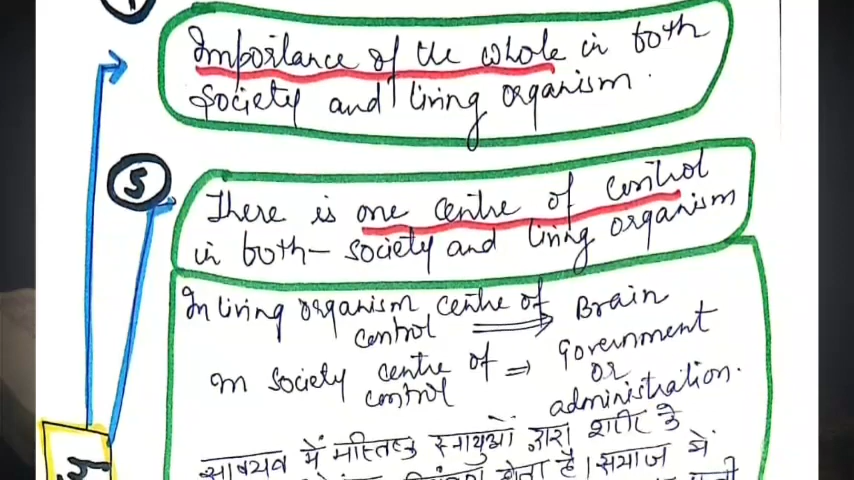 Importance of the whole in both
society and living organism.
5
There is one centre of control
in both- society and living organism
In living organism centre of control ⇒ Brain
In society centre of control ⇒ Government
or
administration.
सावयव में मस्तिष्क स्नायुओं द्वारा शरीर के
होता है। समाज में